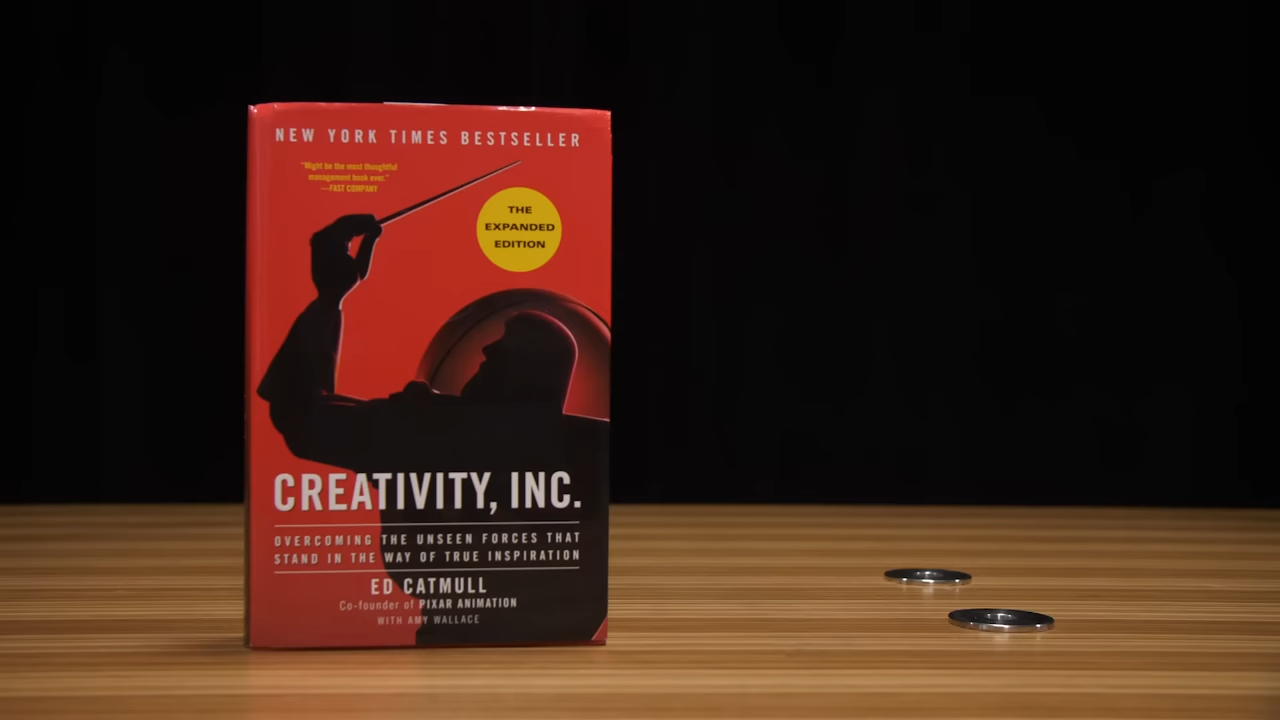 NEW YORK TIMES BESTSELLER
"Might be the most thoughtful
management book ever."
—FAST COMPANY
THE
EXPANDED
EDITION
CREATIVITY, INC.
OVERCOMING THE UNSEEN FORCES THAT
STAND IN THE WAY OF TRUE INSPIRATION
ED CATMULL
Co-founder of PIXAR ANIMATION
WITH AMY WALLACE